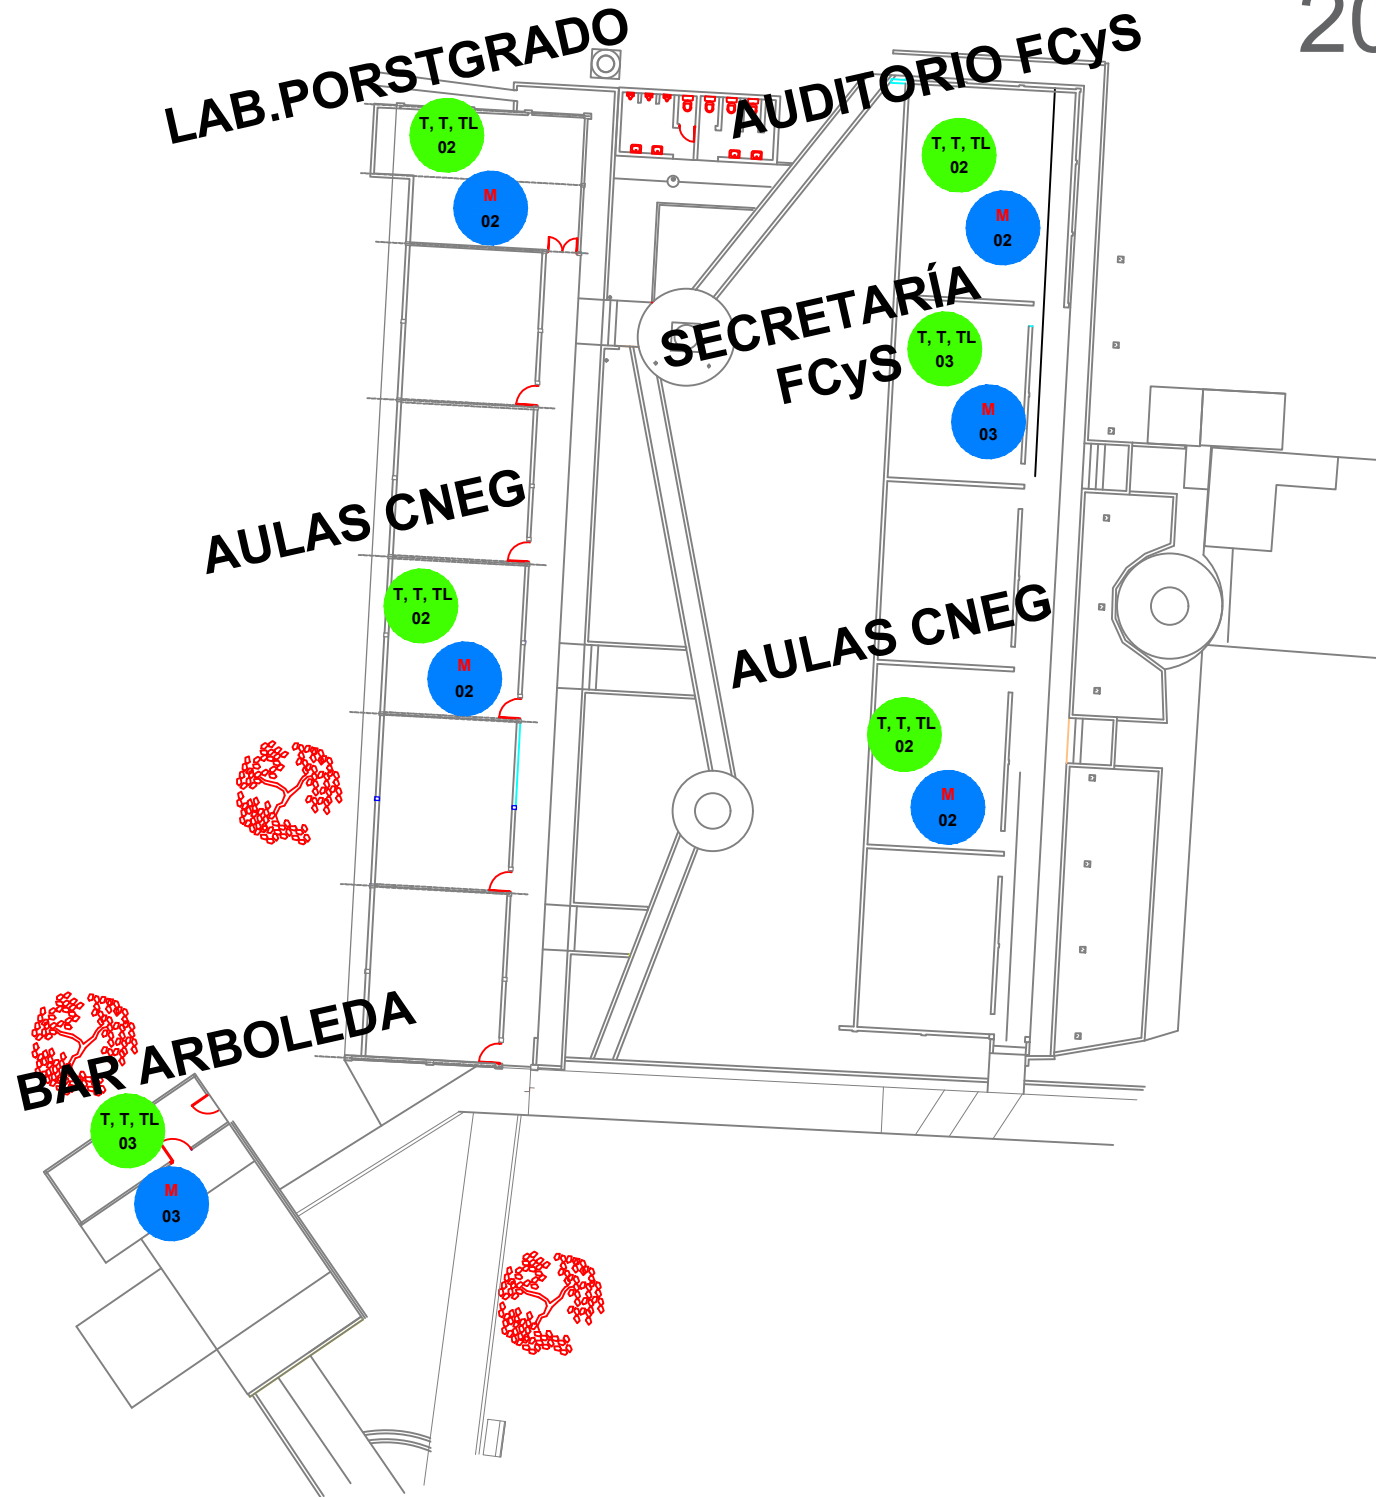 20
LAB.PORSTGRADO
T, T, TL
02
M
02
AUDITORIO FCyS
T, T, TL
02
M
02
SECRETARÍA
FCyS
T, T, TL
03
M
03
AULAS CNEG
T, T, TL
02
M
02
AULAS CNEG
T, T, TL
02
M
02
BAR ARBOLEDA
T, T, TL
03
M
03